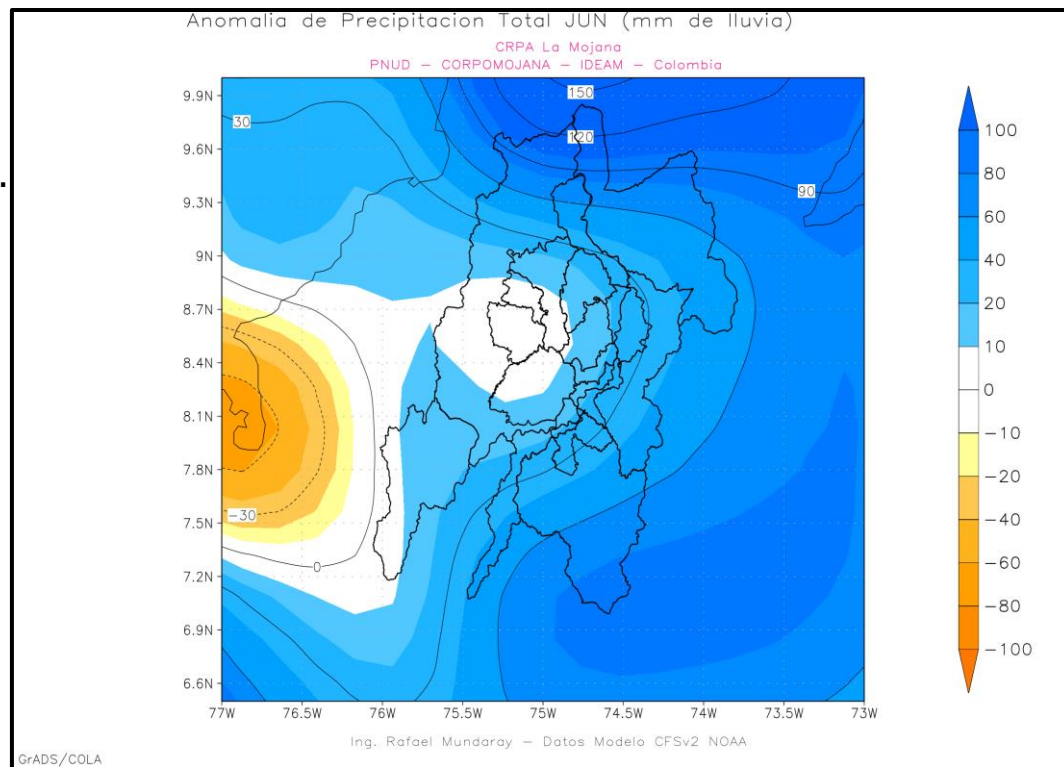 Anomalia de Precipitacion Total JUN (mm de lluvia)
CRPA La Mojana
PNUD – CORPOMOJANA – IDEAM – Colombia
9.9N
9.6N
9.3N
9N
8.7N
8.4N
8.1N
7.8N
7.5N
7.2N
6.9N
6.6N
150
30
120
90
-30
0
77W 76.5W 76W 75.5W 75W 74.5W 74W 73.5W 73W
100
80
60
40
20
10
0
-10
-20
-40
-60
-80
-100
Ing. Rafael Mundaray – Datos Modelo CFSv2 NOAA
GrADS/COLA